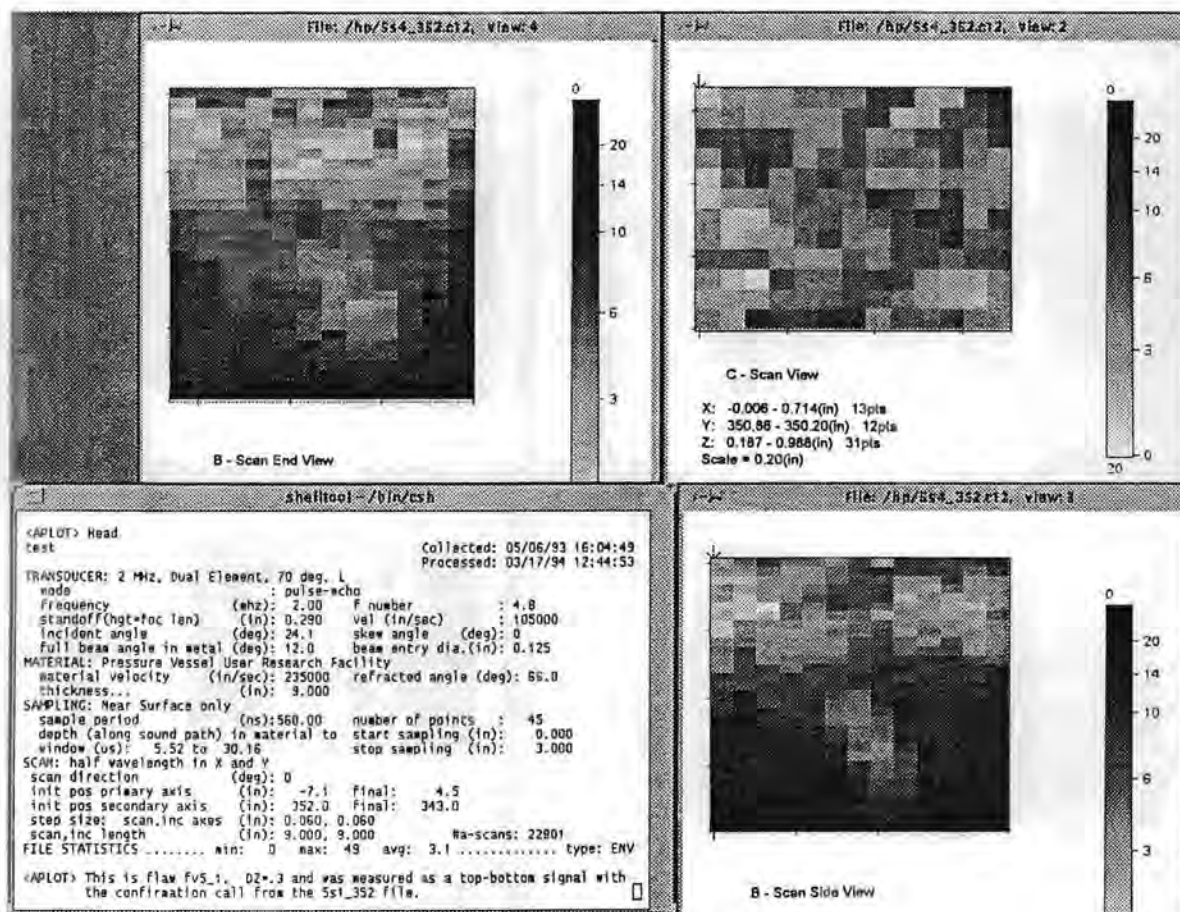 File: /hp/Ss4_352.c12, view:4
0
20
14
10
6
3
B - Scan End View
File: /hp/Ss4_352.c12, view:2
0
20
14
10
6
3
0
20
C - Scan View
X: -0.006 - 0.714(in) 13pts
Y: 350.86 - 350.20(in) 12pts
Z: 0.187 - 0.988(in) 31pts
Scale = 0.20(in)
shelltool - /bin/csh
<APLOT> Head
test Collected: 05/06/93 16:04:49
Processed: 03/17/94 12:44:53
TRANSDUCER: 2 MHz, Dual Element, 70 deg, L
mode : pulse-echo
frequency (mhz): 2.00 F number : 4.8
standoff(hgt+foc len) (in): 0.290 vel (in/sec) : 105000
incident angle (deg): 24.1 skew angle (deg): 0
full beam angle in metal (deg): 12.0 beam entry dia.(in): 0.125
MATERIAL: Pressure Vessel User Research Facility
material velocity (in/sec): 235000 refracted angle (deg): 66.0
thickness... (in): 9.000
SAMPLING: Near Surface only
sample period (ns):560.00 number of points : 45
depth (along sound path) in material to start sampling (in): 0.000
window (us): 5.52 to 30.16 stop sampling (in): 3.000
SCAN: half wavelength in X and Y
scan direction (deg): 0
init pos primary axis (in): -7.1 Final: 4.5
init pos secondary axis (in): 352.0 Final: 343.0
step size: scan,inc axes (in): 0.060, 0.060
scan,inc length (in): 9.000, 9.000 #a-scans: 22801
FILE STATISTICS ........ min: 0 max: 49 avg: 3.1 ............. type: ENV
<APLOT> This is flaw fv5_1, DZ=.3 and was measured as a top-bottom signal with
the confirmation call from the 5s1_352 file.
File: /hp/Ss4_352.c12, view:3
0
20
14
10
6
3
B - Scan Side View